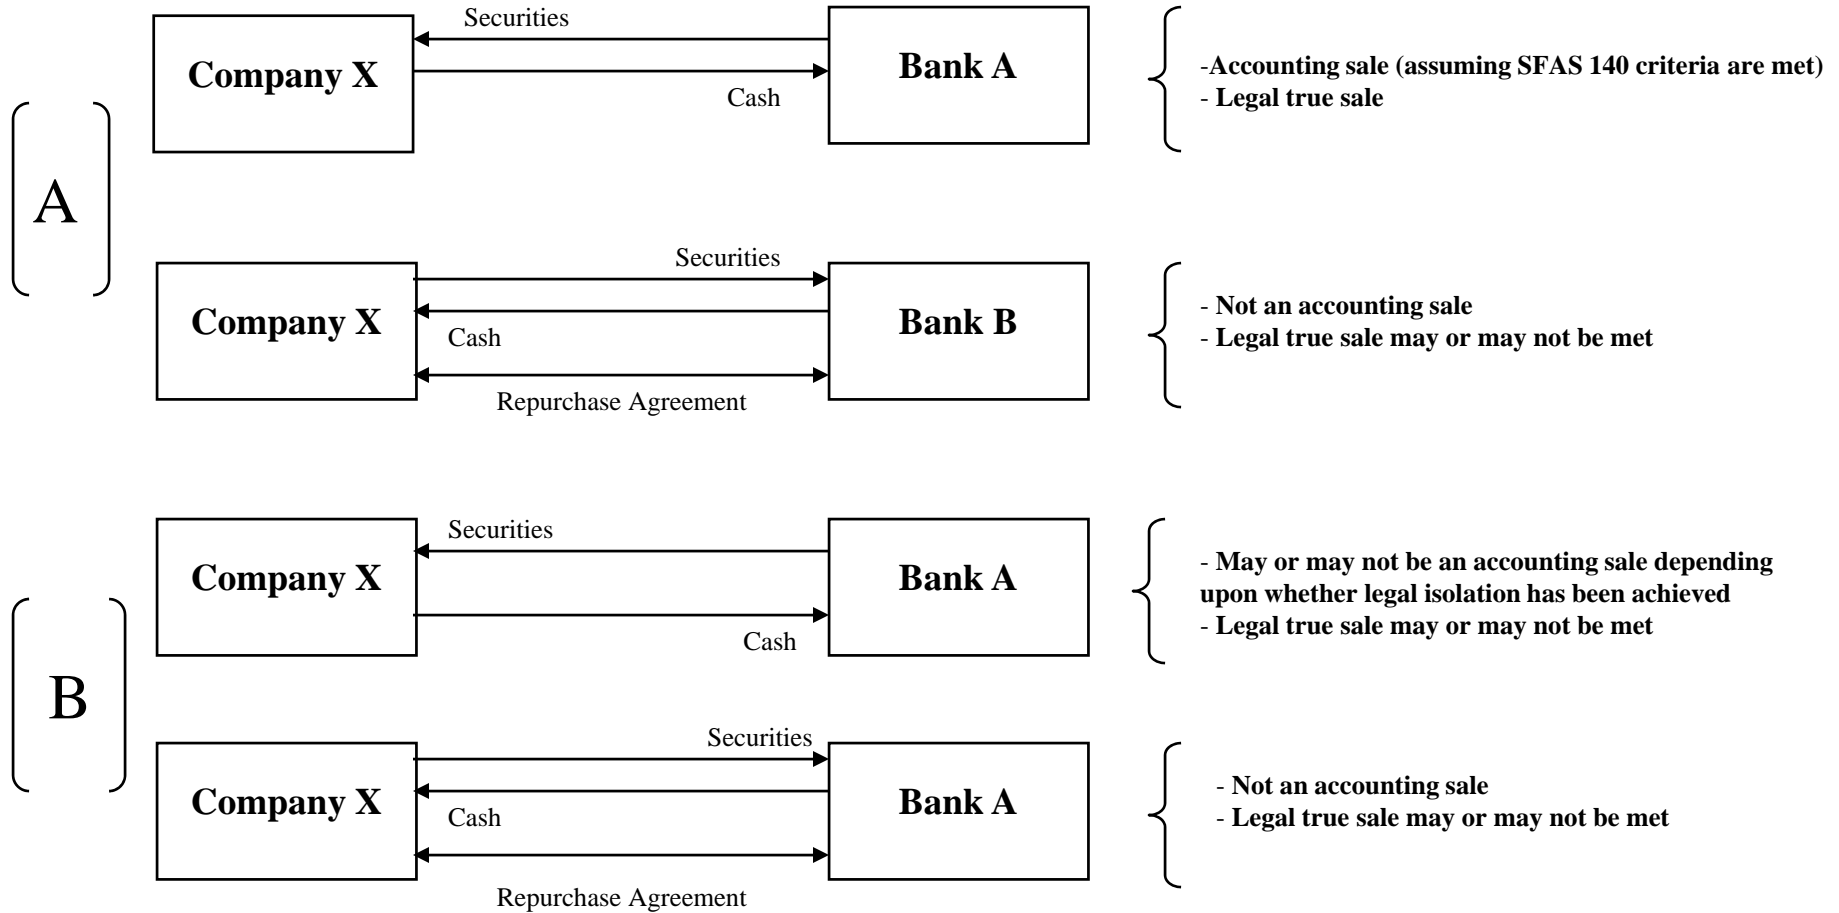 Securities
Company X
Bank A
Cash
-Accounting sale (assuming SFAS 140 criteria are met)
- Legal true sale
A
Securities
Company X
Bank B
Cash
Repurchase Agreement
- Not an accounting sale
- Legal true sale may or may not be met
Securities
Company X
Bank A
Cash
- May or may not be an accounting sale depending
upon whether legal isolation has been achieved
- Legal true sale may or may not be met
B
Securities
Company X
Bank A
Cash
Repurchase Agreement
- Not an accounting sale
- Legal true sale may or may not be met